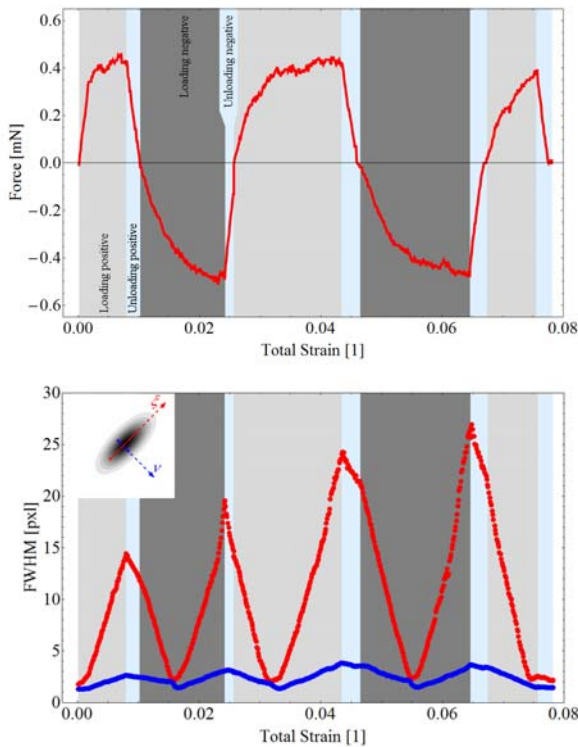 0.6
0.4
0.2
0.0
−0.2
−0.4
−0.6
Force [mN]
Loading positive
Unloading positive
Loading negative
Unloading negative
0.00 0.02 0.04 0.06 0.08
Total Strain [1]
30
25
20
15
10
5
0
FWHM [pxl]
0.00 0.02 0.04 0.06 0.08
Total Strain [1]